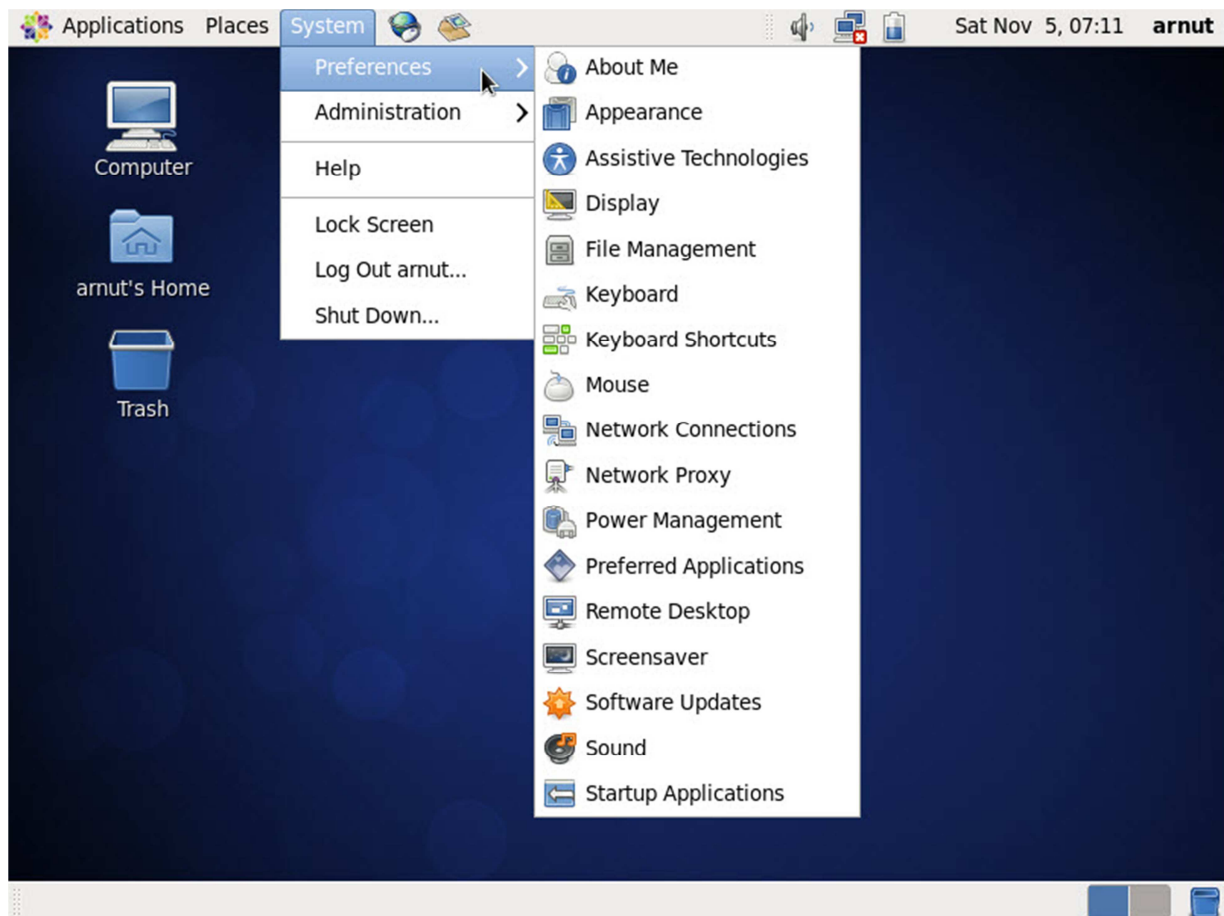 Applications Places System Sat Nov 5, 07:11 arnut
Preferences
Administration
Help
Lock Screen
Log Out arnut...
Shut Down...
About Me
Appearance
Assistive Technologies
Display
File Management
Keyboard
Keyboard Shortcuts
Mouse
Network Connections
Network Proxy
Power Management
Preferred Applications
Remote Desktop
Screensaver
Software Updates
Sound
Startup Applications
Computer
arnut's Home
Trash